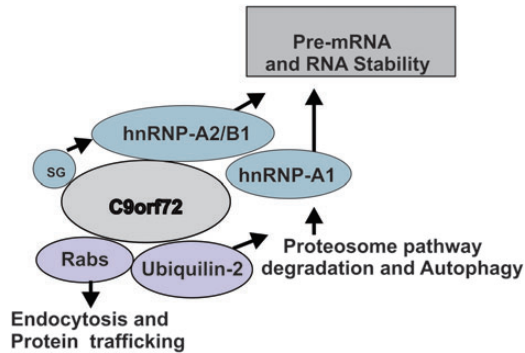 Pre-mRNA
and RNA Stability
hnRNP-A2/B1
SG
hnRNP-A1
C9orf72
Rabs
Ubiquilin-2
Proteosome pathway
degradation and Autophagy
Endocytosis and
Protein trafficking